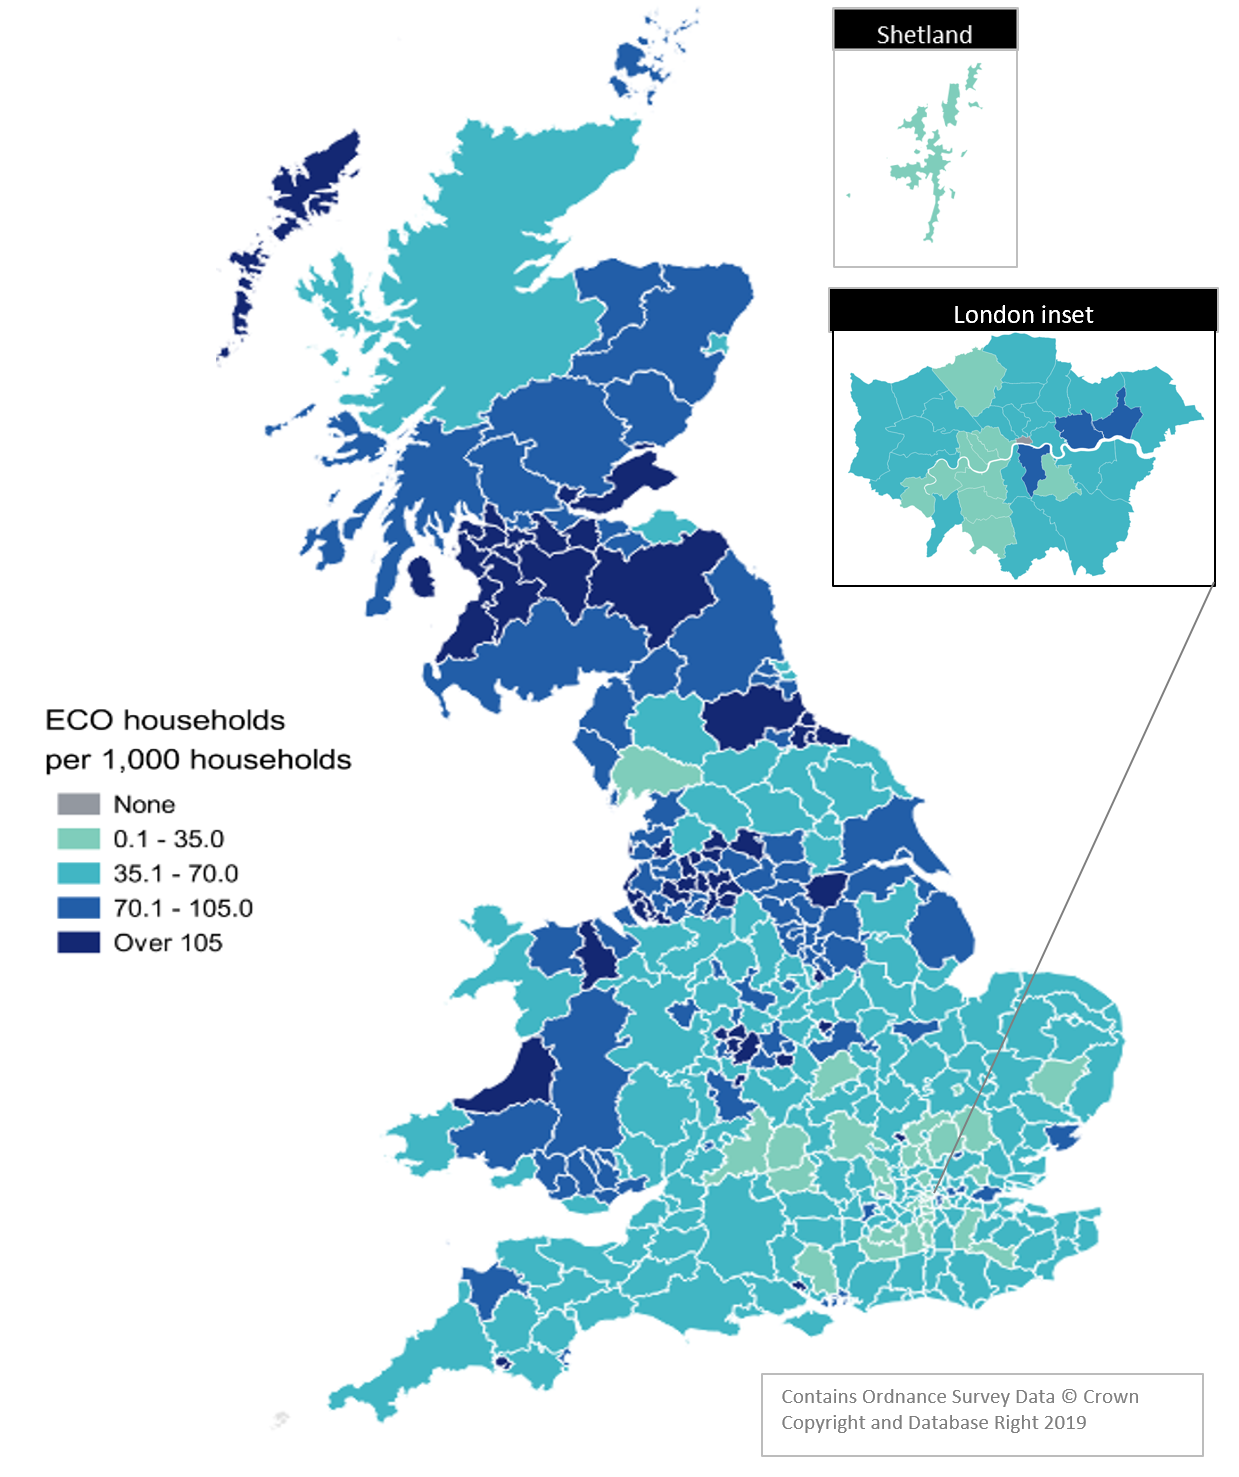 Shetland
London inset
ECO households
per 1,000 households
None
0.1 - 35.0
35.1 - 70.0
70.1 - 105.0
Over 105
Contains Ordnance Survey Data © Crown
Copyright and Database Right 2019